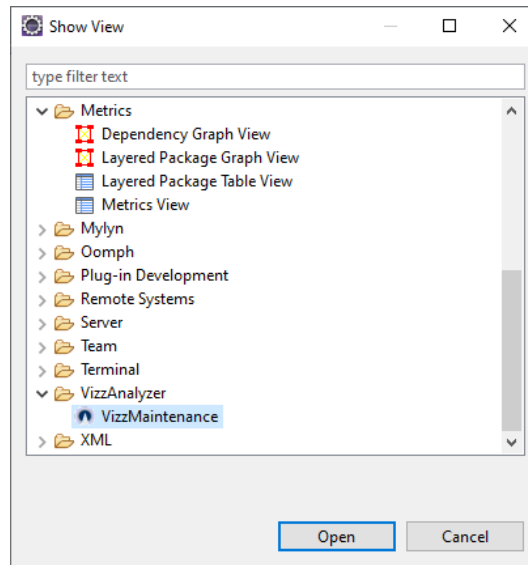 Show View
type filter text
Metrics
Dependency Graph View
Layered Package Graph View
Layered Package Table View
Metrics View
Mylyn
Oomph
Plug-in Development
Remote Systems
Server
Team
Terminal
VizzAnalyzer
VizzMaintenance
XML
Open Cancel